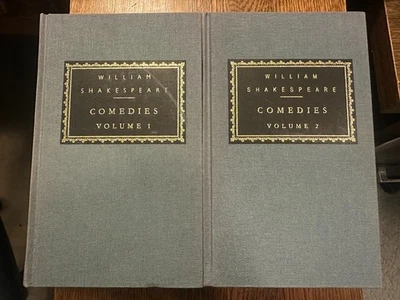 WILLIAM
SHAKESPEARE
COMEDIES
VOLUME 1
WILLIAM
SHAKESPEARE
COMEDIES
VOLUME 2